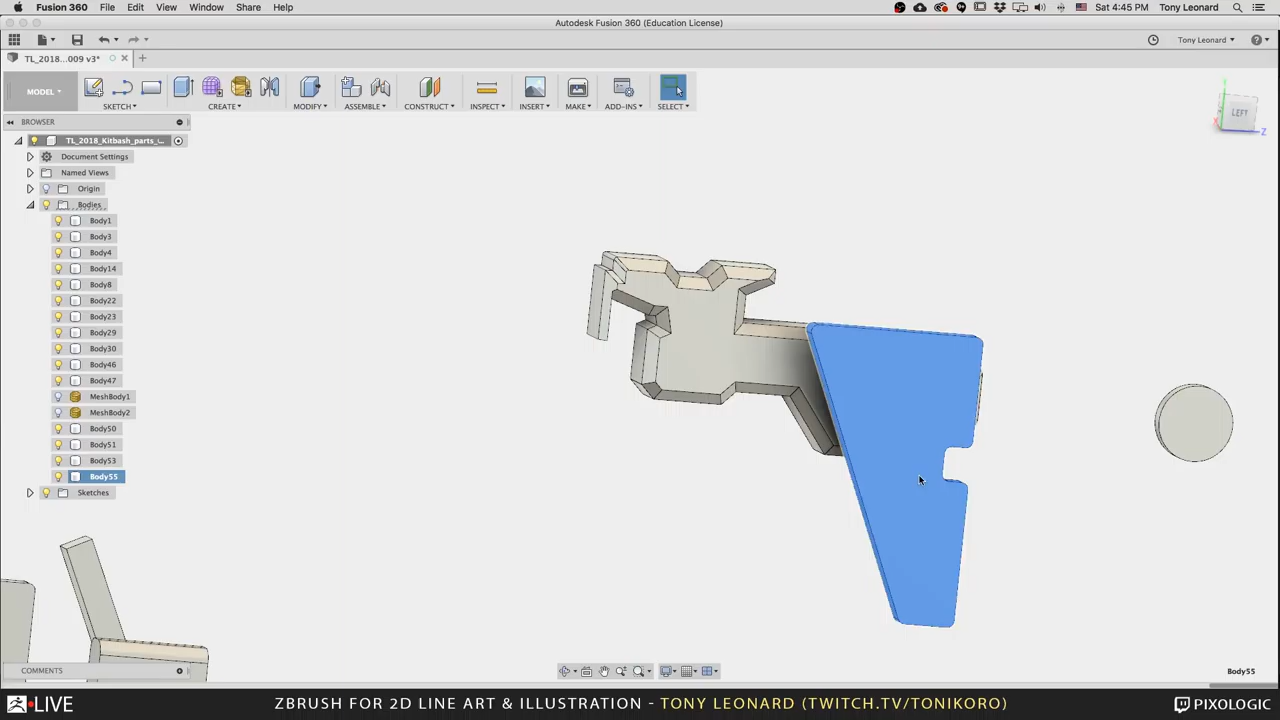 Fusion 360 File Edit View Window Share Help Sat 4:45 PM Tony Leonard
Autodesk Fusion 360 (Education License)
Tony Leonard
TL_2018...009 v3*
MODEL SKETCH CREATE MODIFY ASSEMBLE CONSTRUCT INSPECT INSERT MAKE ADD-INS SELECT
BROWSER
LEFT
X
Z
TL_2018_Kitbash_parts_i...
Document Settings
Named Views
Origin
Bodies
Body1
Body3
Body4
Body14
Body8
Body22
Body23
Body29
Body30
Body46
Body47
MeshBody1
MeshBody2
Body50
Body51
Body53
Body55
Sketches
COMMENTS
Body55
LIVE ZBRUSH FOR 2D LINE ART & ILLUSTRATION - TONY LEONARD (TWITCH.TV/TONIKORO) PIXOLOGIC